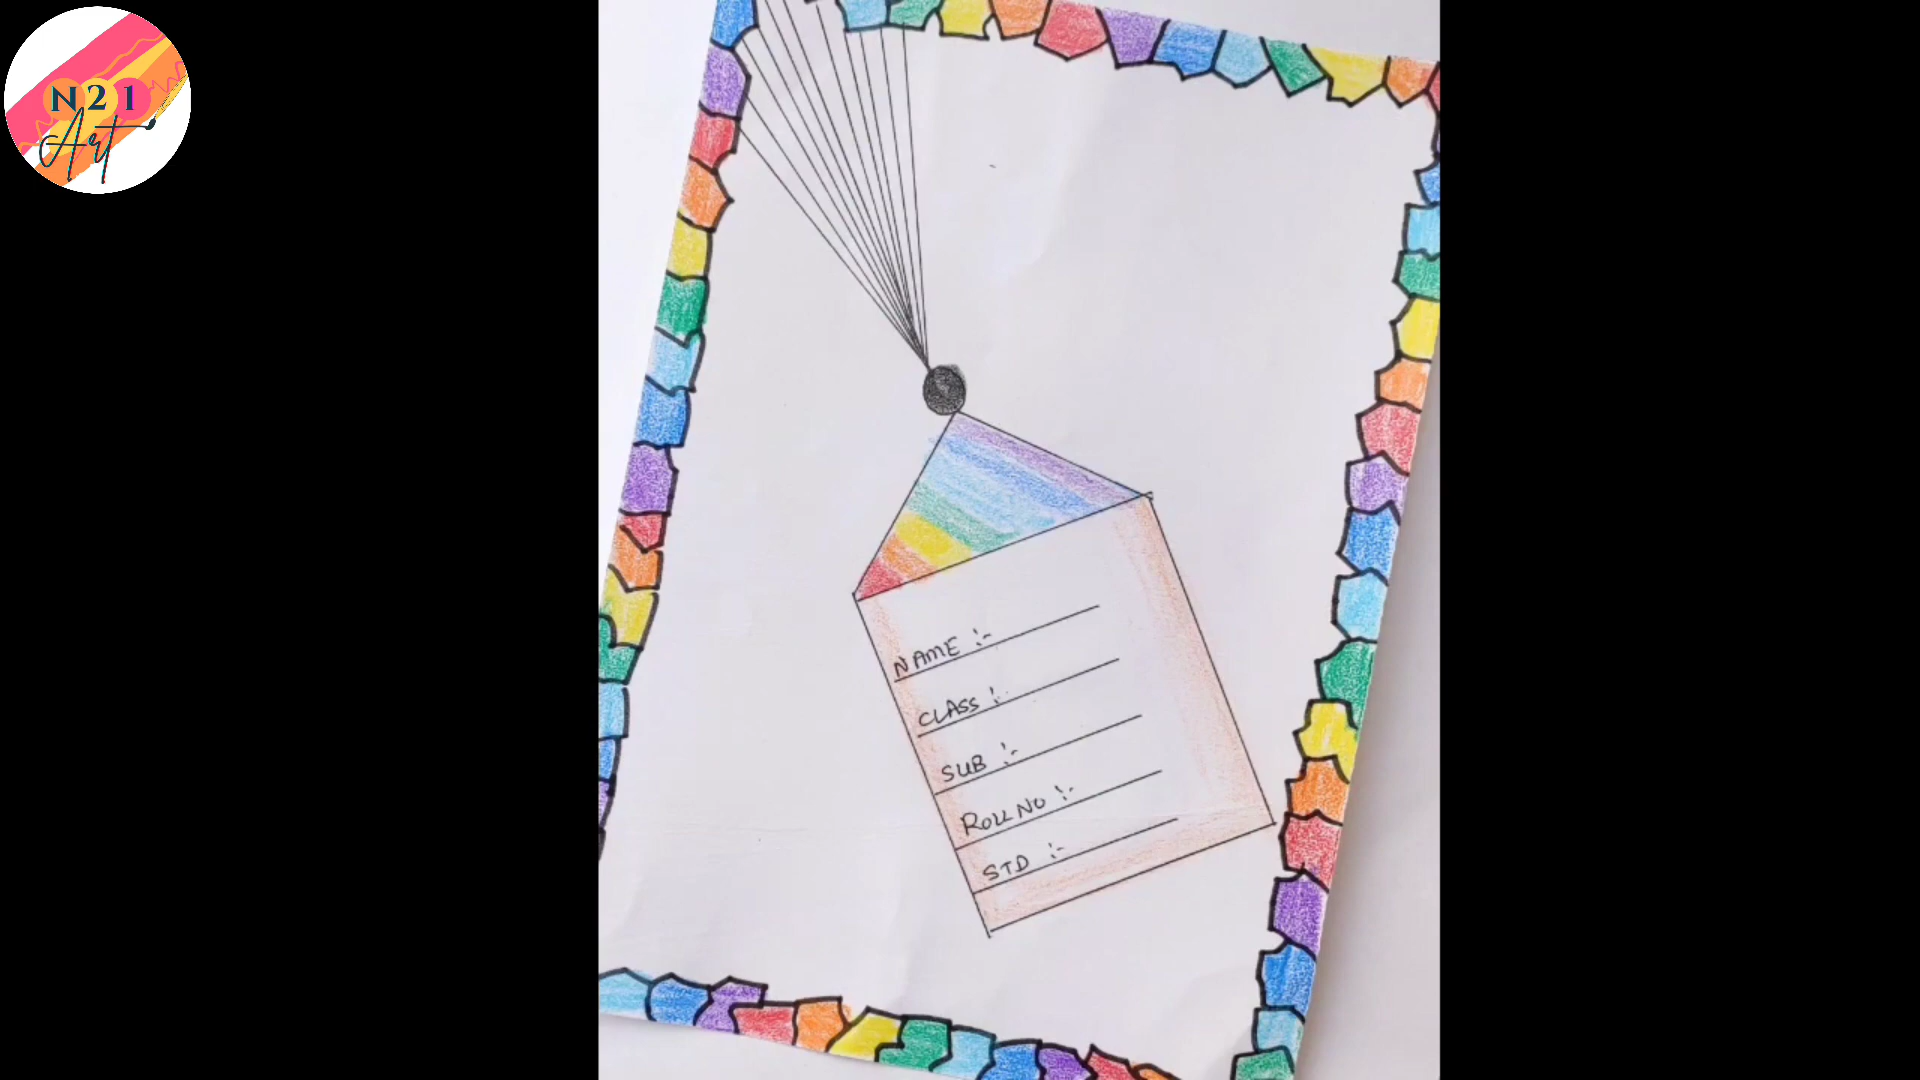 N21
Art
NAME :-
CLASS :-
SUB :-
ROLL NO :-
STD :-